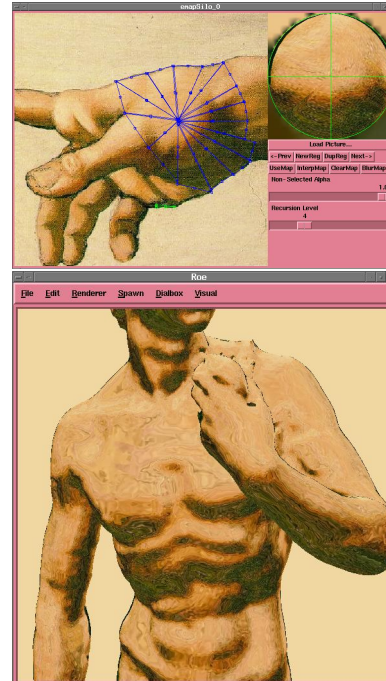 emapSilo_0
Load Picture...
<-Prev NewReg DupReg Next->
UseMap InterpMap ClearMap BlurMap
Non-Selected Alpha
1.0
Recursion Level
4
Roe
File Edit Renderer Spawn Dialbox Visual